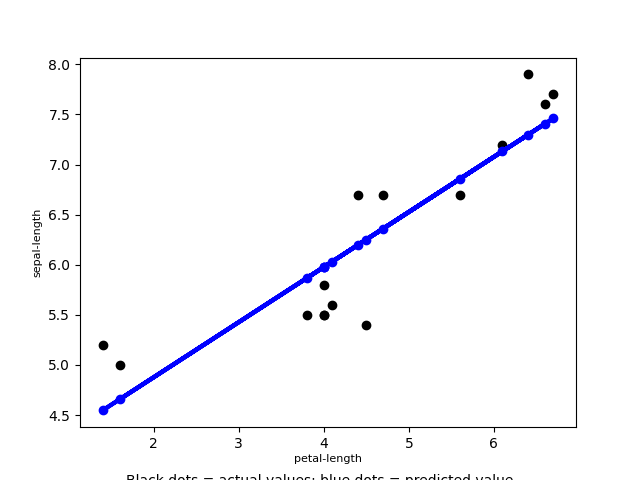 8.0
7.5
7.0
6.5
6.0
5.5
5.0
4.5
sepal-length
2 3 4 5 6
petal-length
Black dots = actual values; blue dots = predicted value